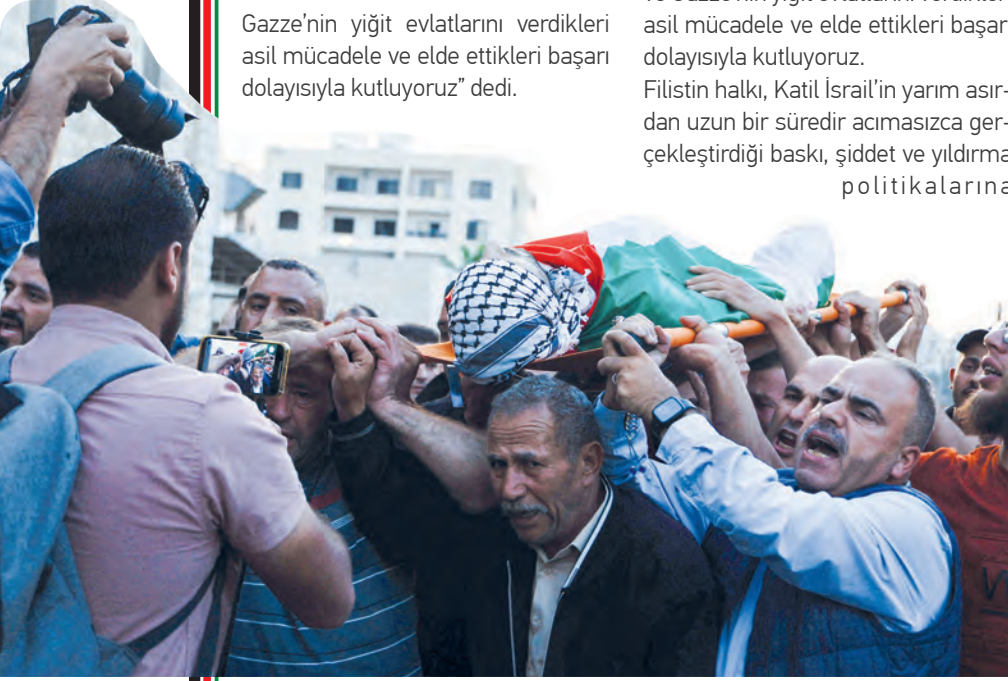 Gazze’nin yiğit evlatlarını verdikleri
asil mücadele ve elde ettikleri başarı
dolayısıyla kutluyoruz” dedi.
asil mücadele ve elde ettikleri başarı
dolayısıyla kutluyoruz.
Filistin halkı, Katil İsrail’in yarım asır-
dan uzun bir süredir acımasızca ger-
çekleştirdiği baskı, şiddet ve yıldırma
politikalarına